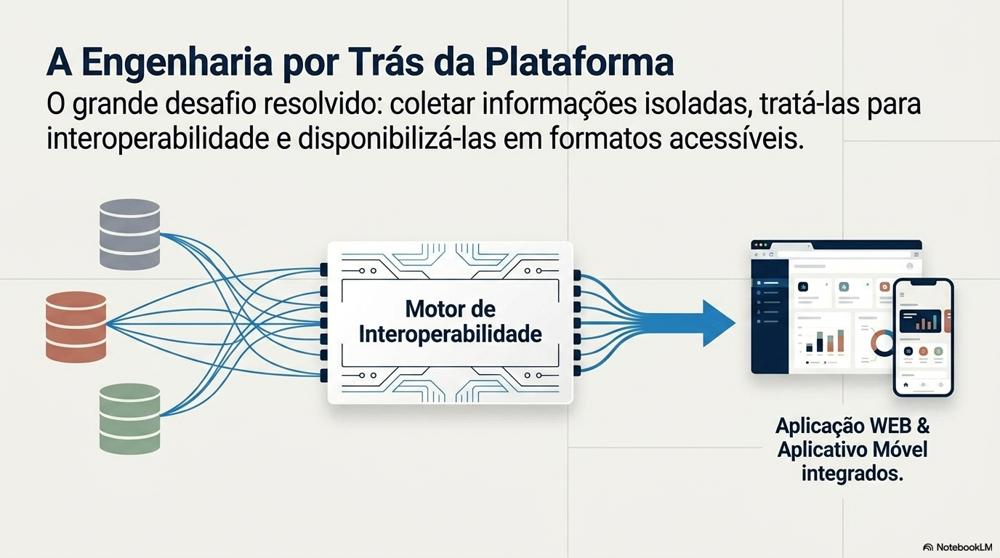 A Engenharia por Trás da Plataforma
O grande desafio resolvido: coletar informações isoladas, tratá-las para
interoperabilidade e disponibilizá-las em formatos acessíveis.
Motor de
Interoperabilidade
Aplicação WEB &
Aplicativo Móvel
integrados.
NotebookLM